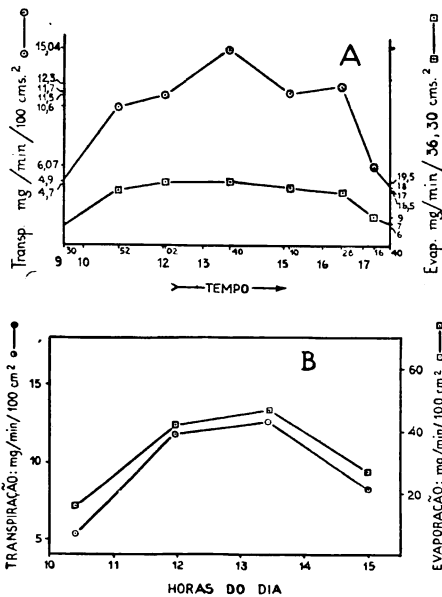 Transp. mg/min/100 cms.²
15,04
12,3
11,7
11,5
10,6
6,07
4,9
4,7
A
Evap. mg/min/36,30 cms.²
19,5
18
17
16,5
9
7
6
9 30 10 52 12 02 13 40 15 10 16 28 17 16 40
TEMPO
TRANSPIRAÇÃO: mg/min/100 cm²
15
10
5
B
EVAPORAÇÃO: mg/min/100 cm²
60
40
20
10 11 12 13 14 15
HORAS DO DIA